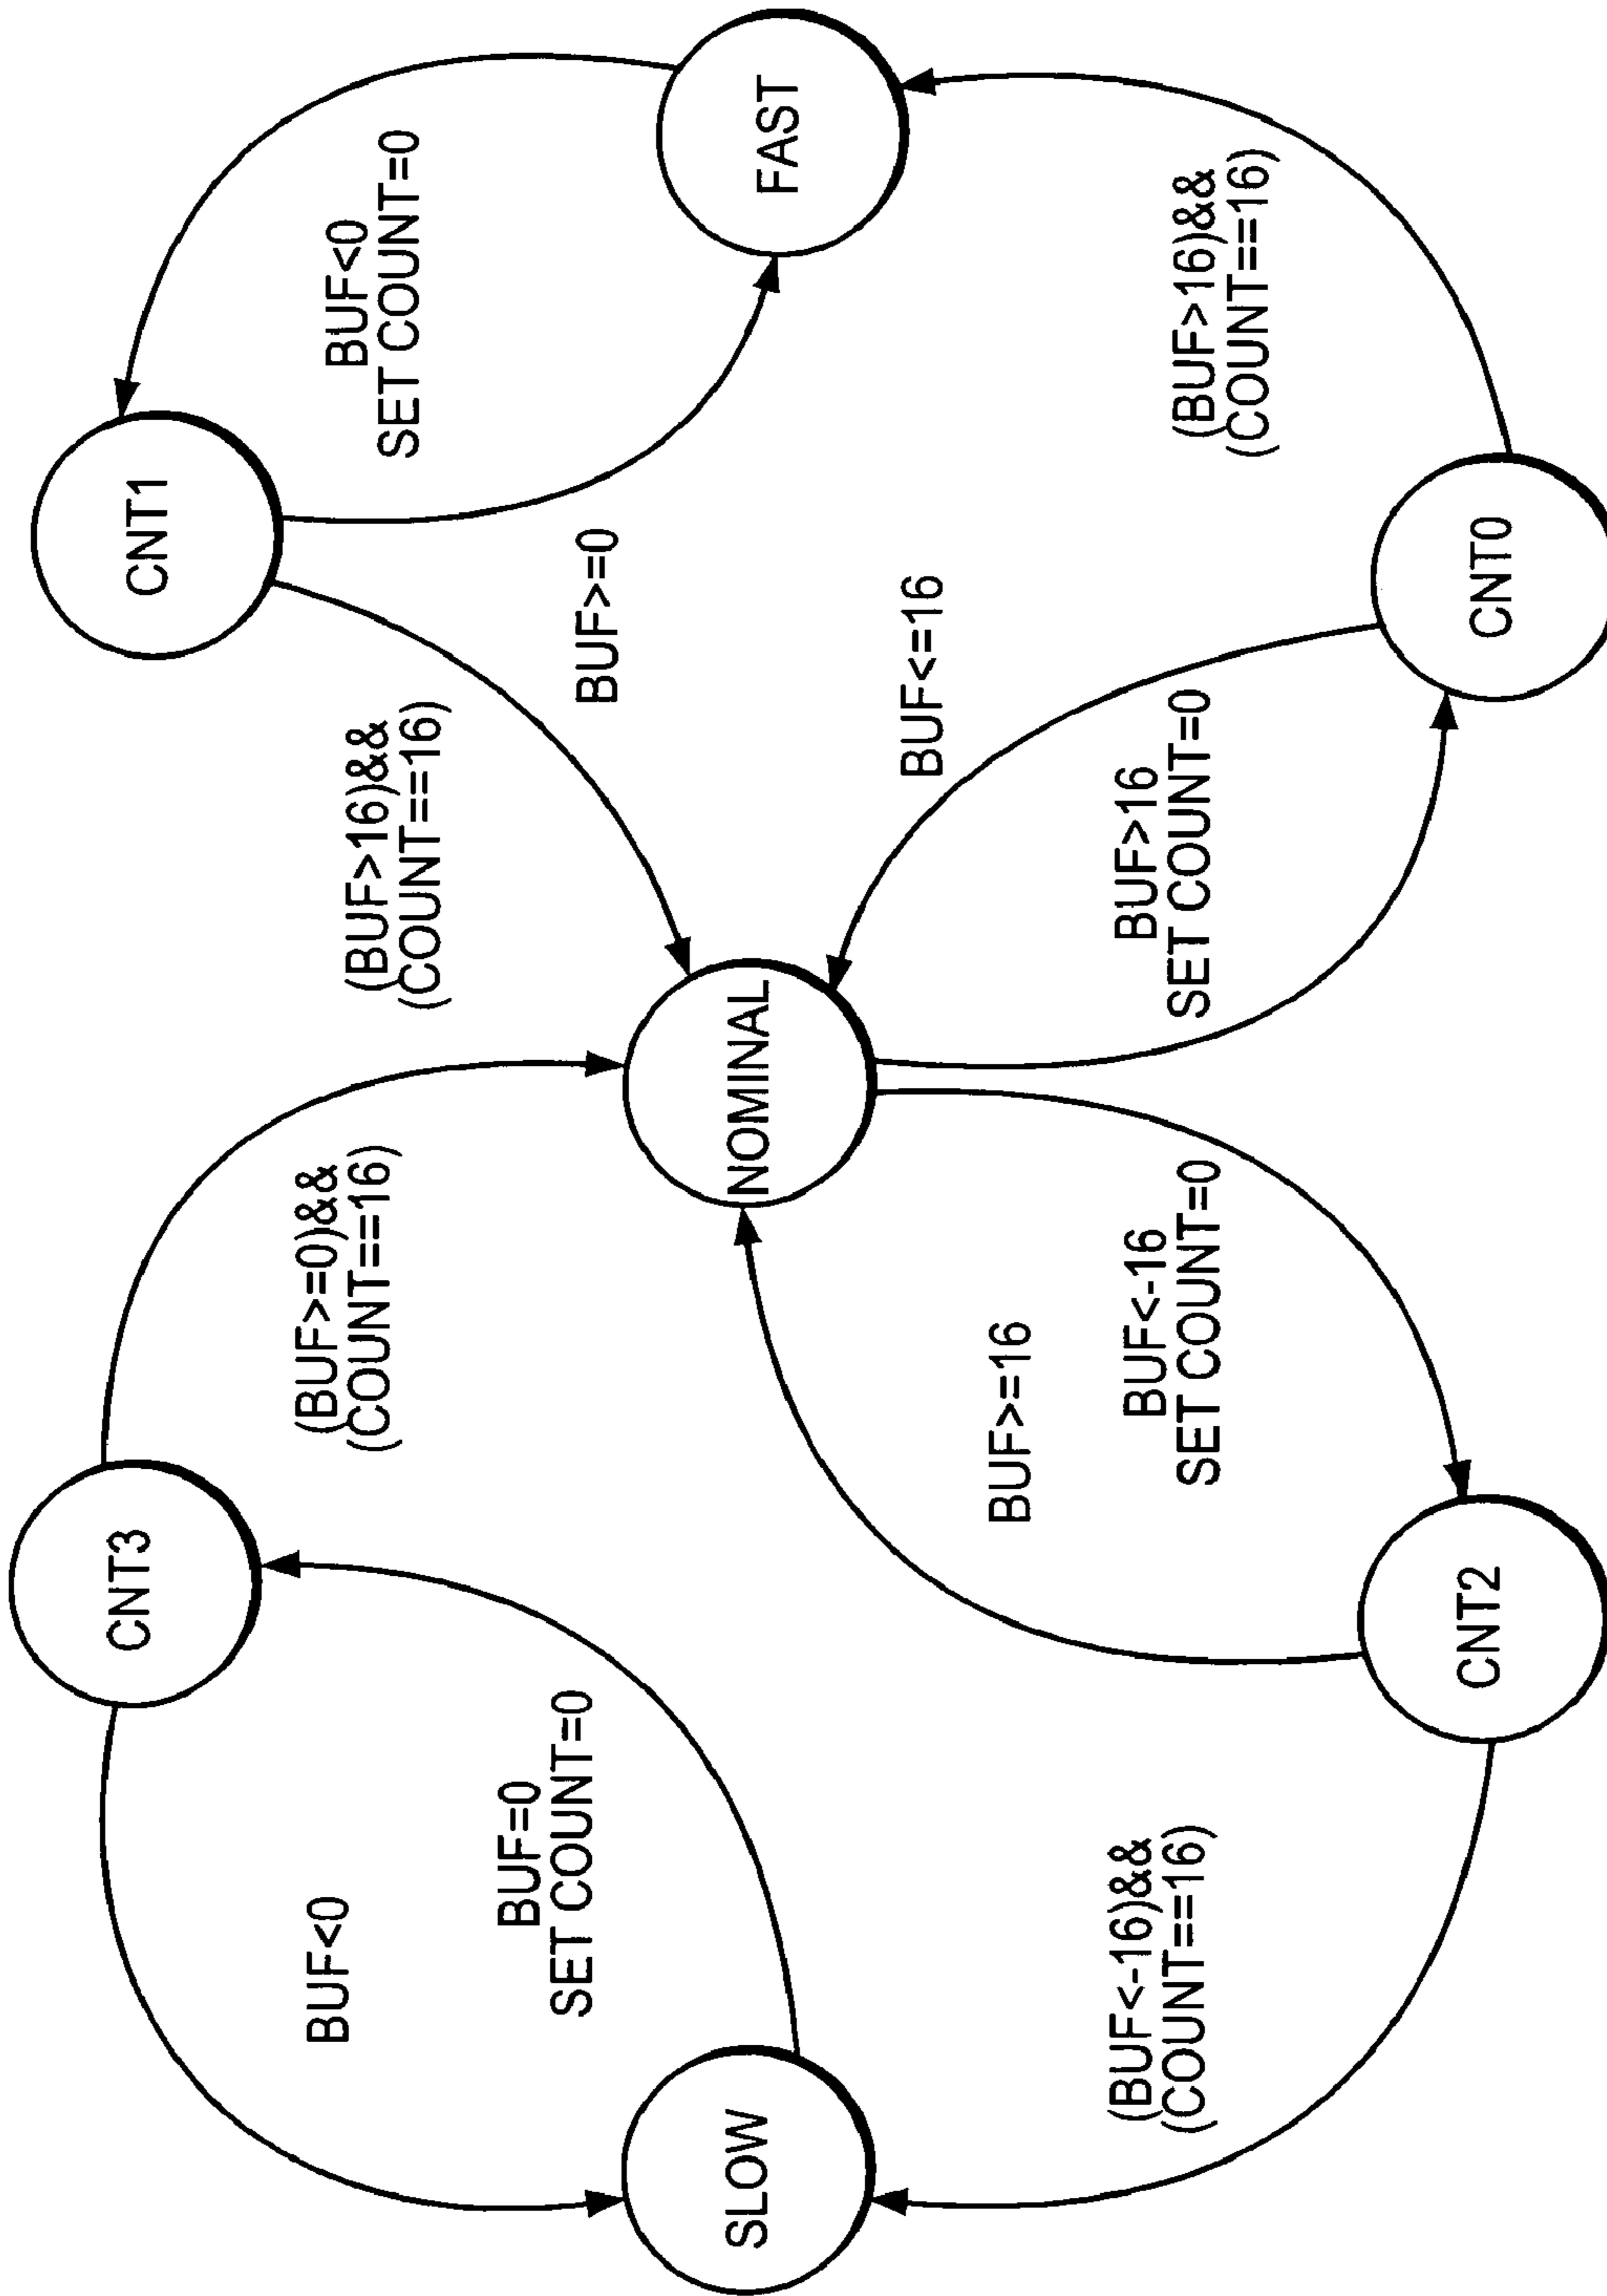 CNT3
CNT1
BUF<0
(BUF>=0)&&
(COUNT==16)
(BUF>16)&&
(COUNT==16)
BUF<0
SET COUNT=0
BUF=0
SET COUNT=0
BUF>=0
SLOW
NOMINAL
FAST
BUF>=16
BUF<=16
(BUF<-16)&&
(COUNT==16)
BUF<-16
SET COUNT=0
BUF>16
SET COUNT=0
(BUF>16)&&
(COUNT==16)
CNT2
CNT0